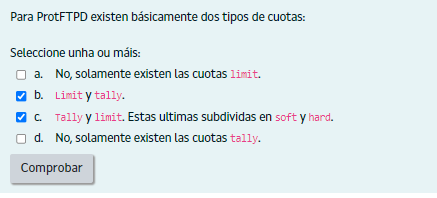 Para ProtFTPD existen básicamente dos tipos de cuotas:
Seleccione unha ou máis:
a. No, solamente existen las cuotas limit.
b. Limit y tally.
c. Tally y limit. Estas ultimas subdividas en soft y hard.
d. No, solamente existen las cuotas tally.
Comprobar